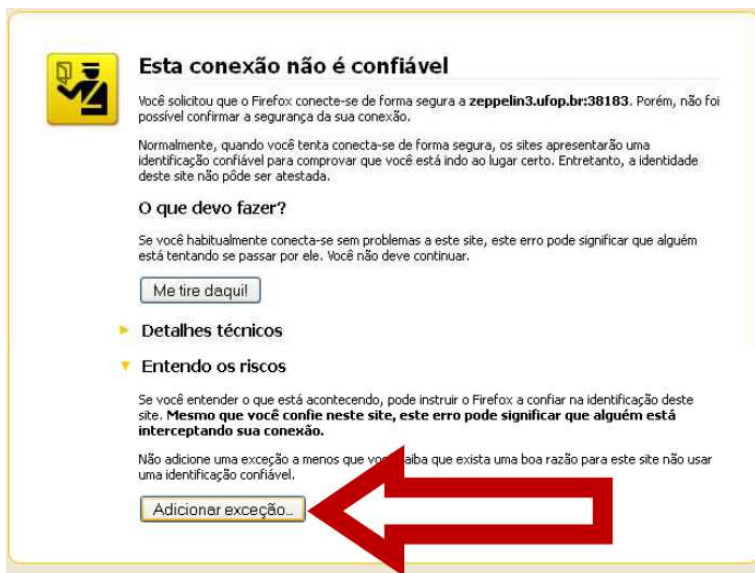 Esta conexão não é confiável
Você solicitou que o Firefox conecte-se de forma segura a zeppelin3.ufop.br:38183. Porém, não foi
possível confirmar a segurança da sua conexão.
Normalmente, quando você tenta conecta-se de forma segura, os sites apresentarão uma
identificação confiável para comprovar que você está indo ao lugar certo. Entretanto, a identidade
deste site não pôde ser atestada.
O que devo fazer?
Se você habitualmente conecta-se sem problemas a este site, este erro pode significar que alguém
está tentando se passar por ele. Você não deve continuar.
Me tire daqui!
Detalhes técnicos
Entendo os riscos
Se você entender o que está acontecendo, pode instruir o Firefox a confiar na identificação deste
site. Mesmo que você confie neste site, este erro pode significar que alguém está
interceptando sua conexão.
Não adicione uma exceção a menos que que exista uma boa razão para este site não usar
uma identificação confiável.
Adicionar exceção...